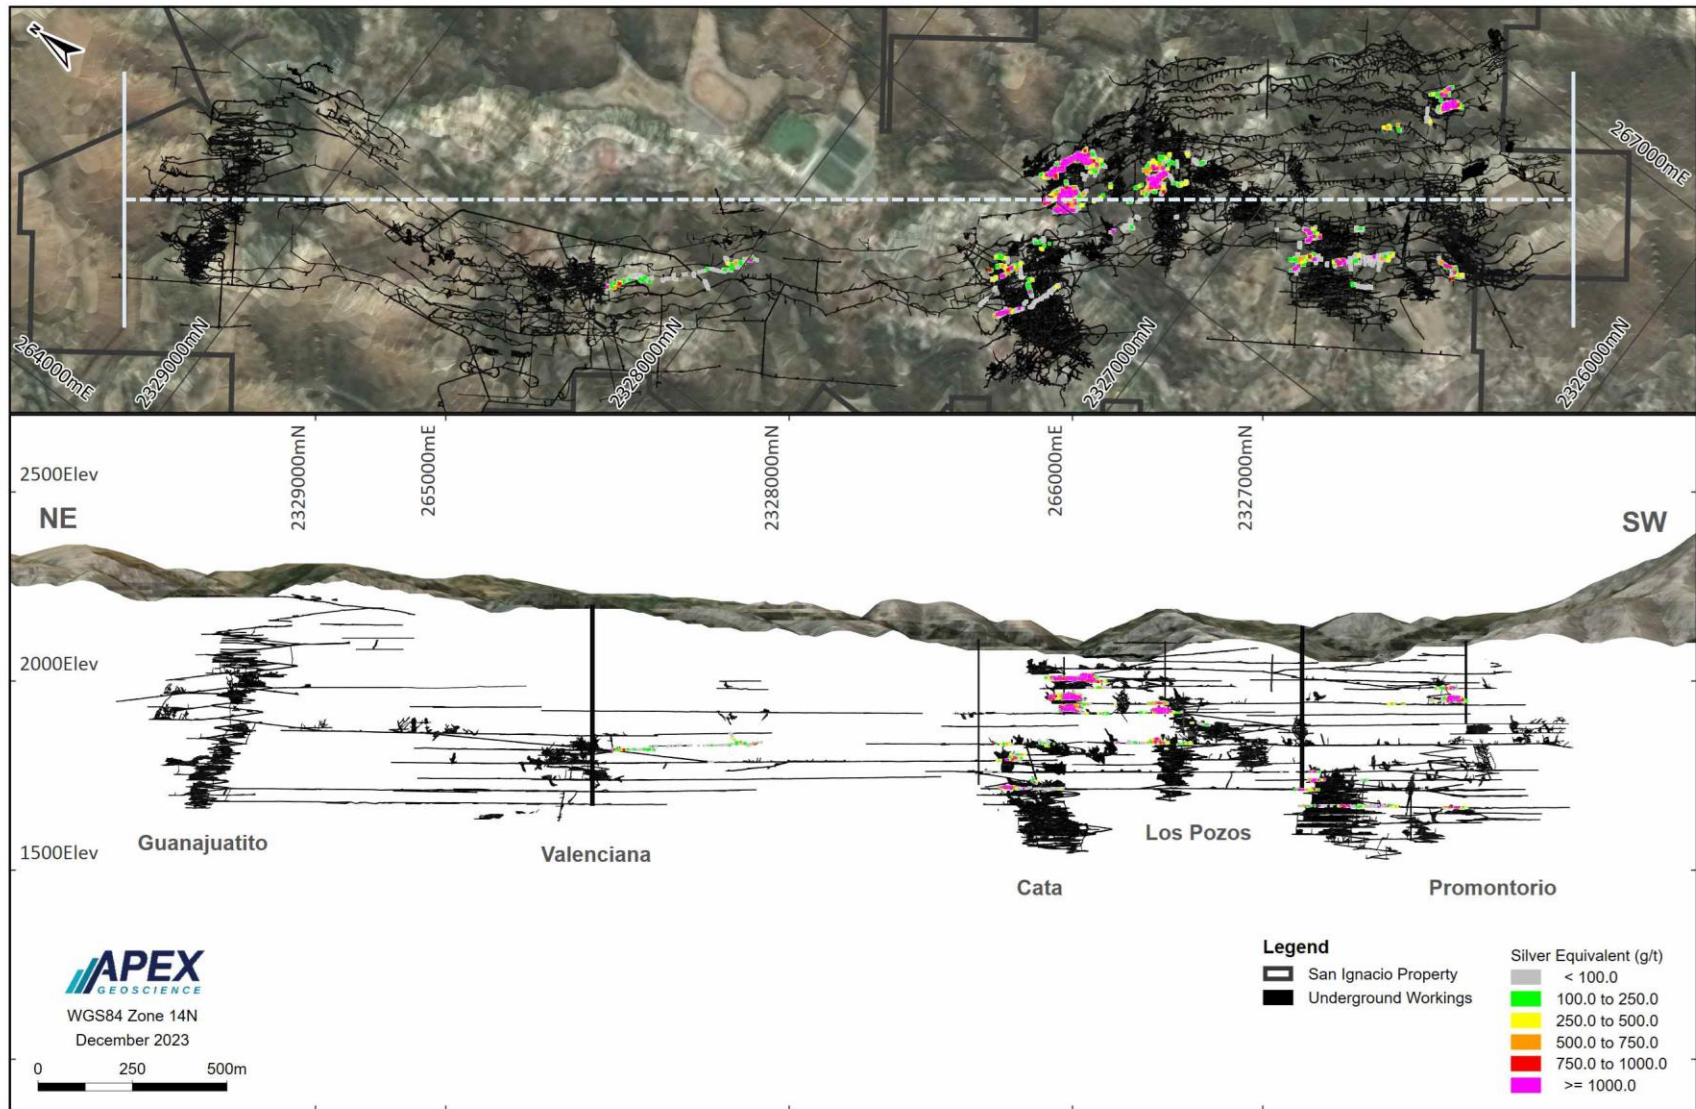 N
267000mE
264000mE
2329000mN
2328000mN
2327000mN
2326000mN
2329000mN
265000mE
2328000mN
266000mE
2327000mN
2500Elev
NE
SW
2000Elev
1500Elev
Guanajuatito
Valenciana
Los Pozos
Cata
Promontorio
APEX
GEOSCIENCE
WGS84 Zone 14N
December 2023
0 250 500m
Legend
San Ignacio Property
Underground Workings
Silver Equivalent (g/t)
< 100.0
100.0 to 250.0
250.0 to 500.0
500.0 to 750.0
750.0 to 1000.0
>= 1000.0